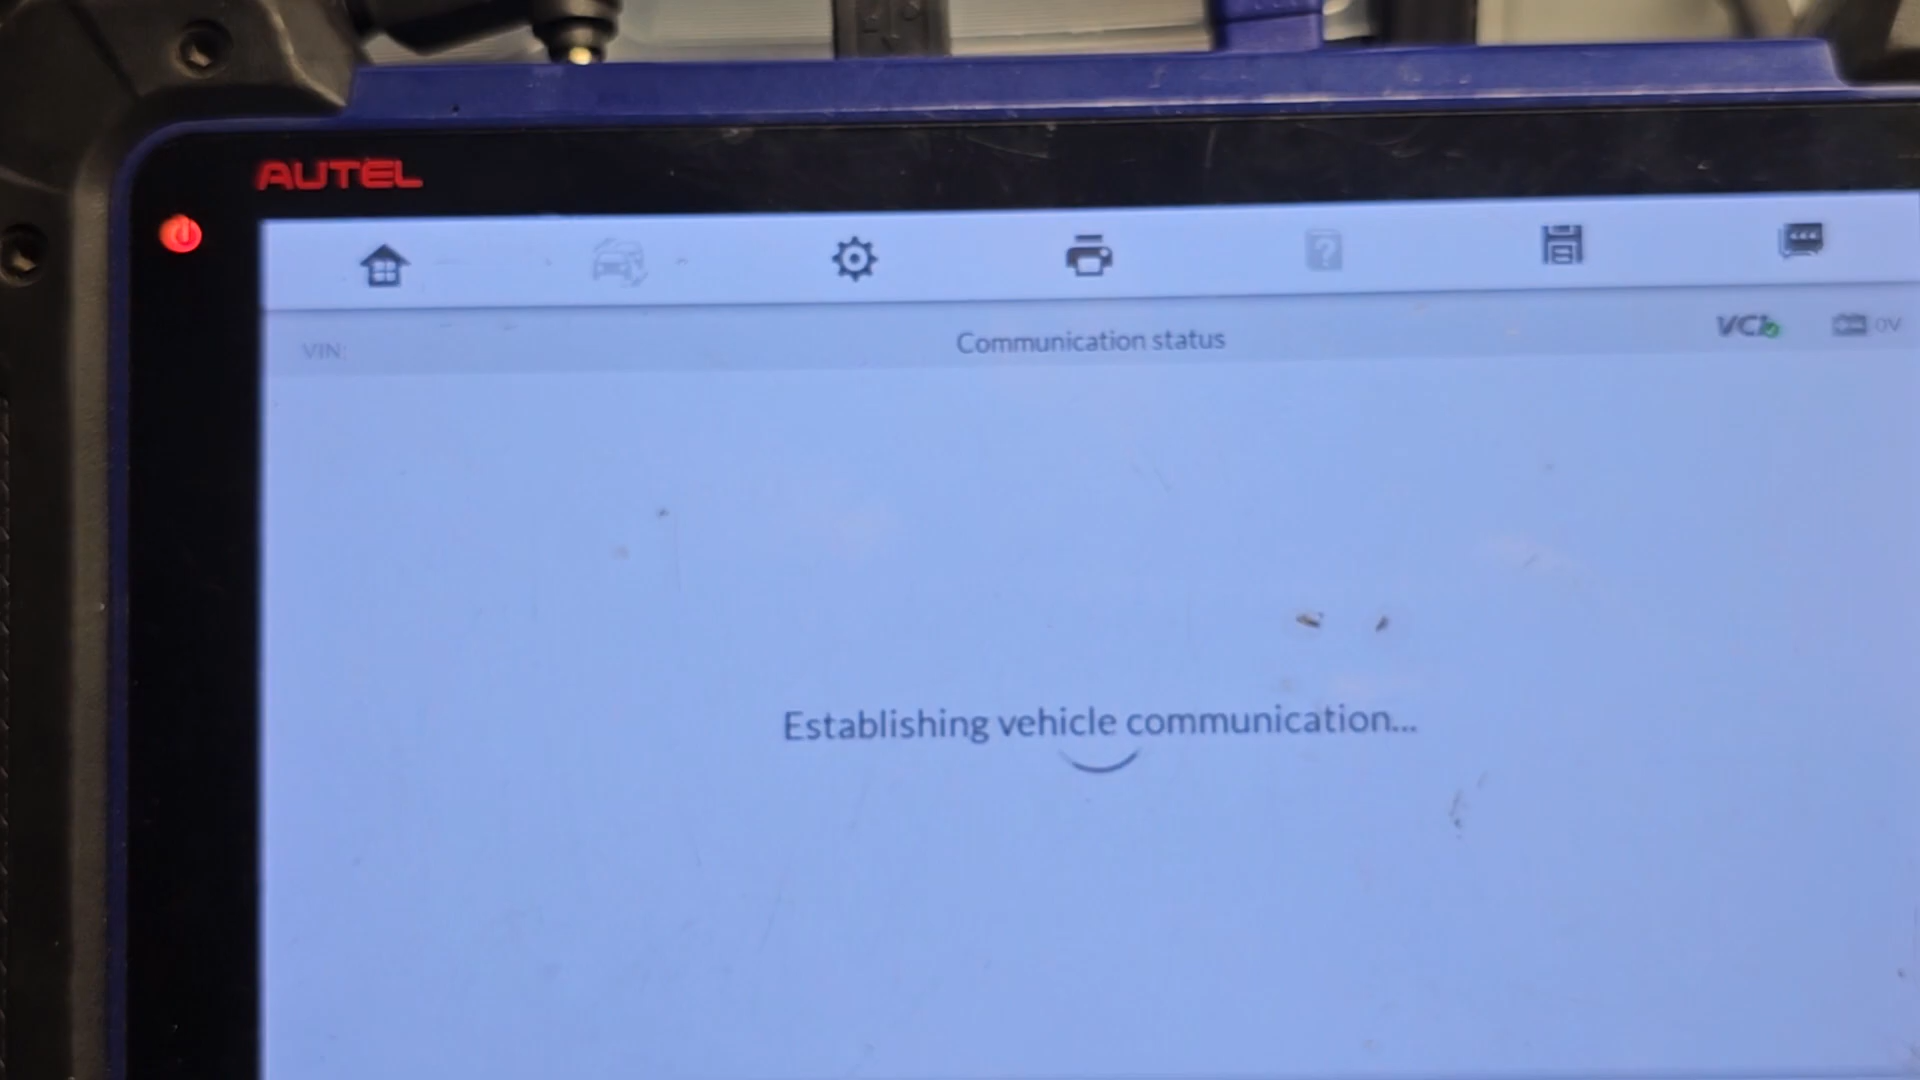 AUTEL
VIN:
Communication status
VCI
0V
Establishing vehicle communication...